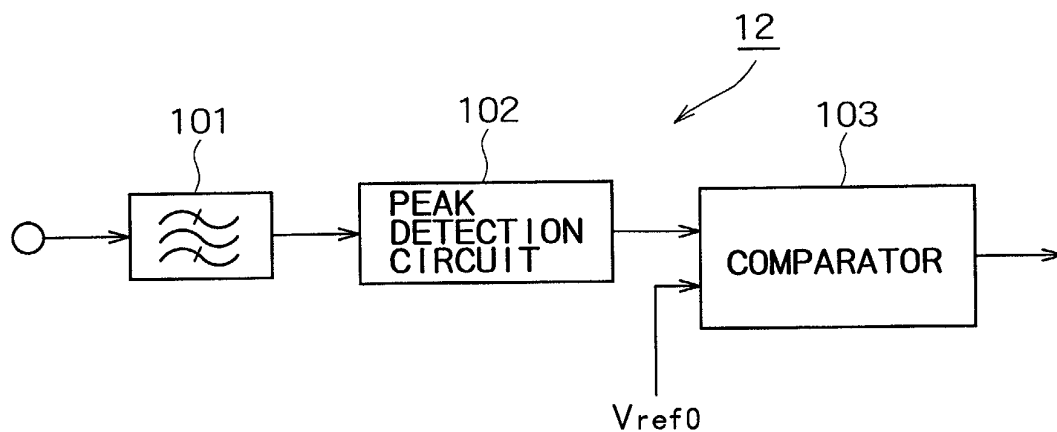 12
101
102
103
PEAK
DETECTION
CIRCUIT
COMPARATOR
Vref0